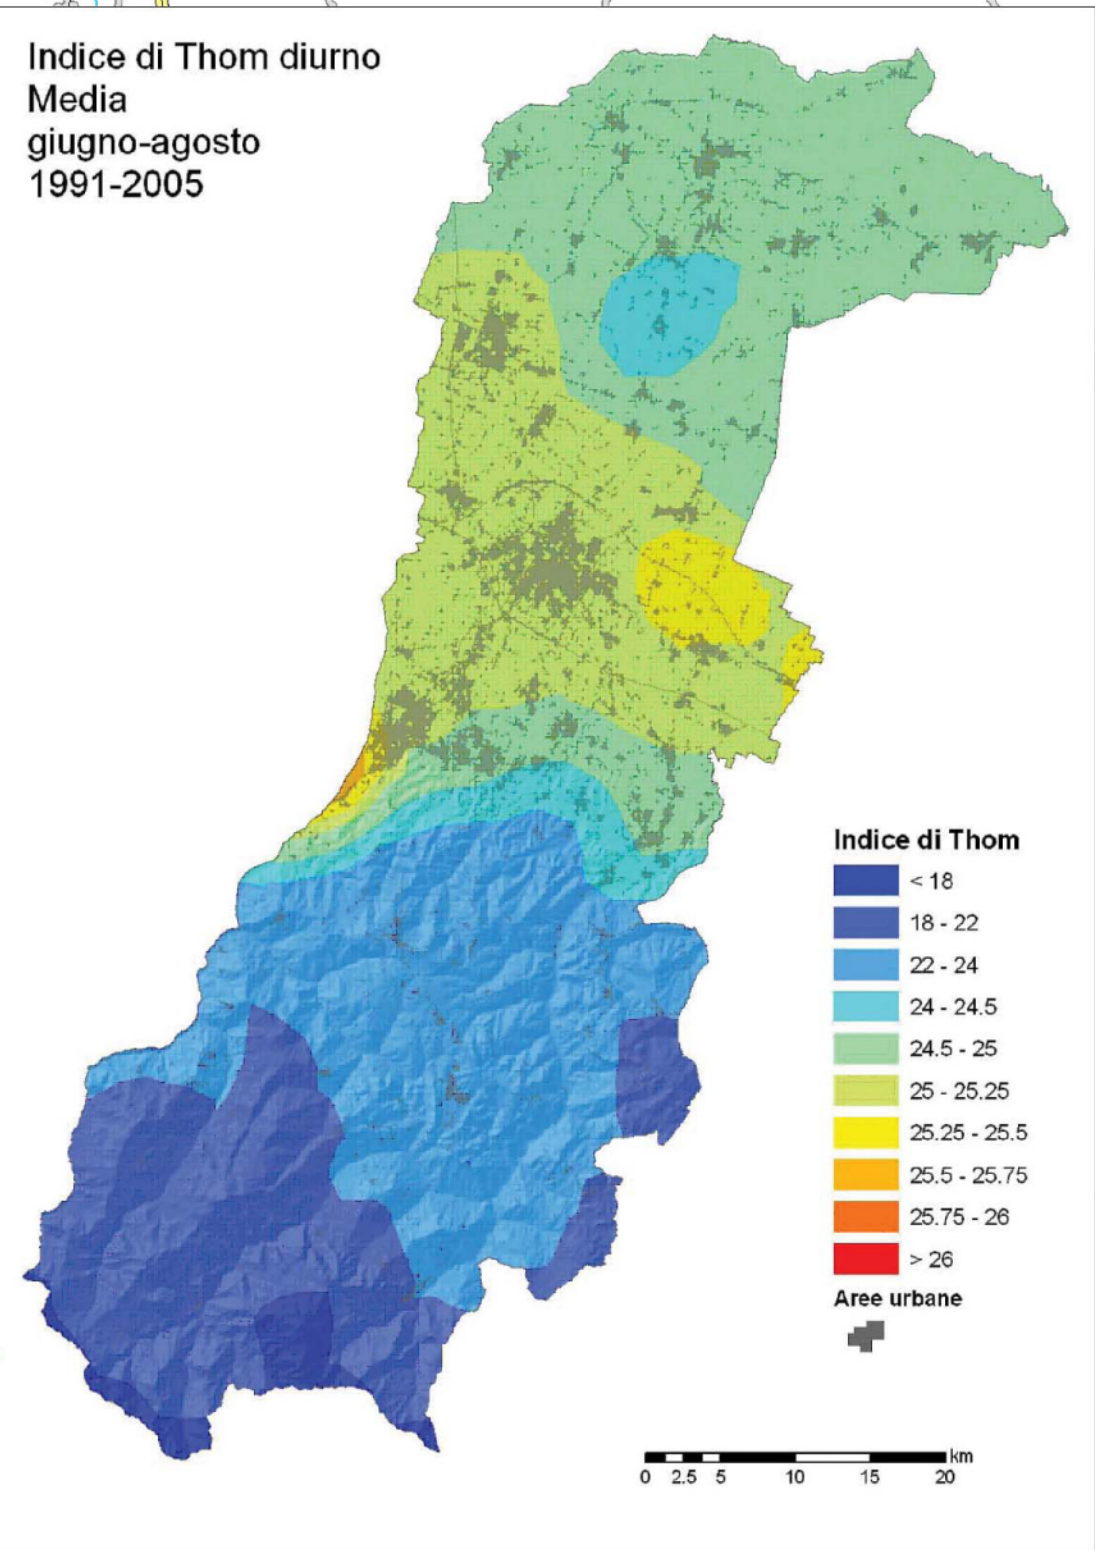 Indice di Thom diurno
Media
giugno-agosto
1991-2005
Indice di Thom
< 18
18 - 22
22 - 24
24 - 24.5
24.5 - 25
25 - 25.25
25.25 - 25.5
25.5 - 25.75
25.75 - 26
> 26
Aree urbane
km
0 2.5 5 10 15 20